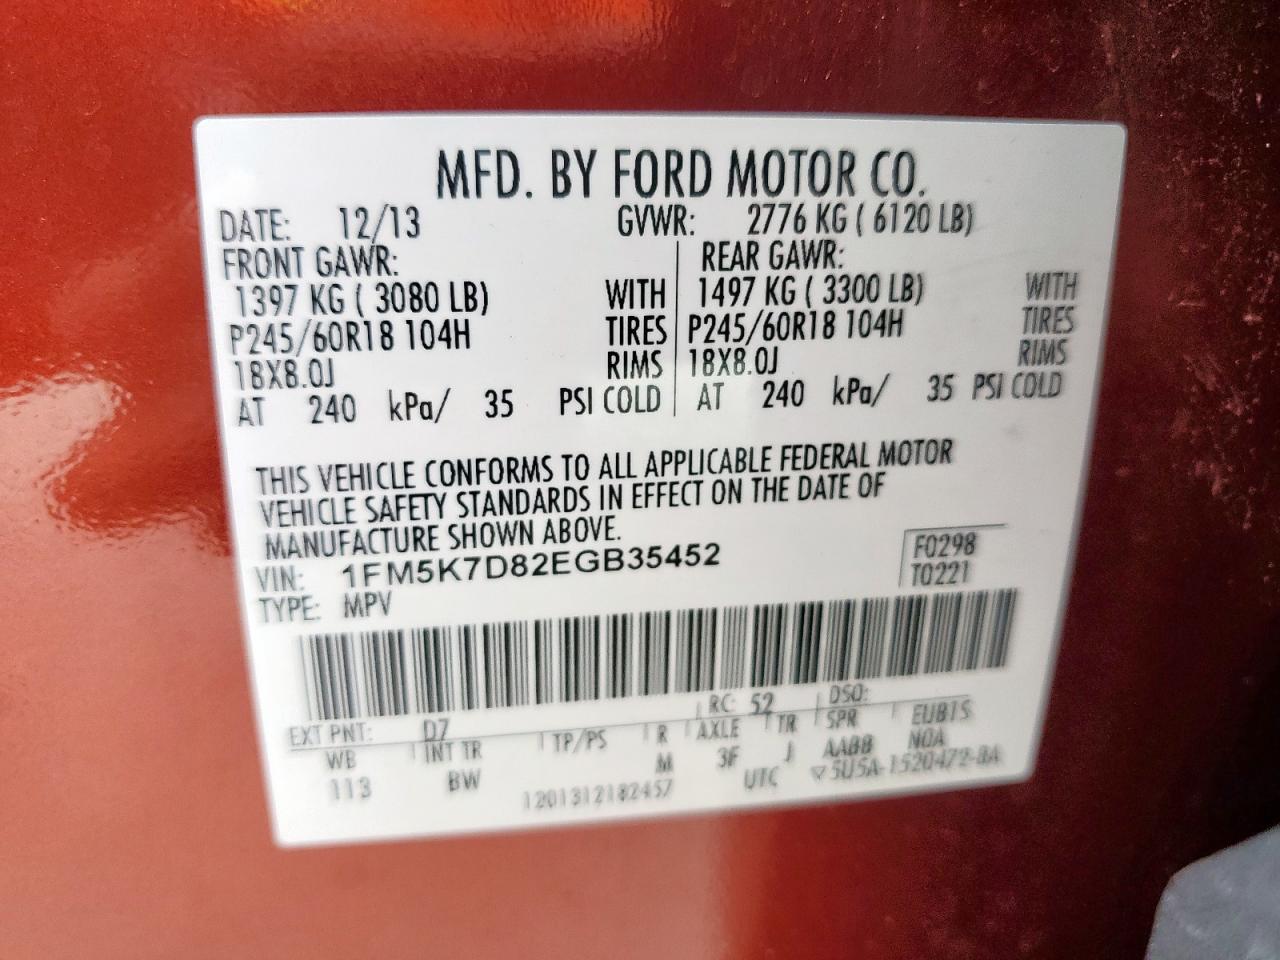 MFD. BY FORD MOTOR CO.
DATE: 12/13 GVWR: 2776 KG ( 6120 LB)
FRONT GAWR: REAR GAWR:
1397 KG ( 3080 LB) WITH 1497 KG ( 3300 LB) WITH
P245/60R18 104H TIRES P245/60R18 104H TIRES
18X8.0J RIMS 18X8.0J RIMS
AT 240 kPa/ 35 PSI COLD AT 240 kPa/ 35 PSI COLD
THIS VEHICLE CONFORMS TO ALL APPLICABLE FEDERAL MOTOR
VEHICLE SAFETY STANDARDS IN EFFECT ON THE DATE OF
MANUFACTURE SHOWN ABOVE.
VIN: 1FM5K7D82EGB35452 F0298
TYPE: MPV T0221
EXT PNT: D7 RC: 52 DSO:
WB INT TR TP/PS R AXLE TR SPR EUBTS
113 BW M 3F J AABB NOA
1201312182457 UTC 5U5A-1520472-BA